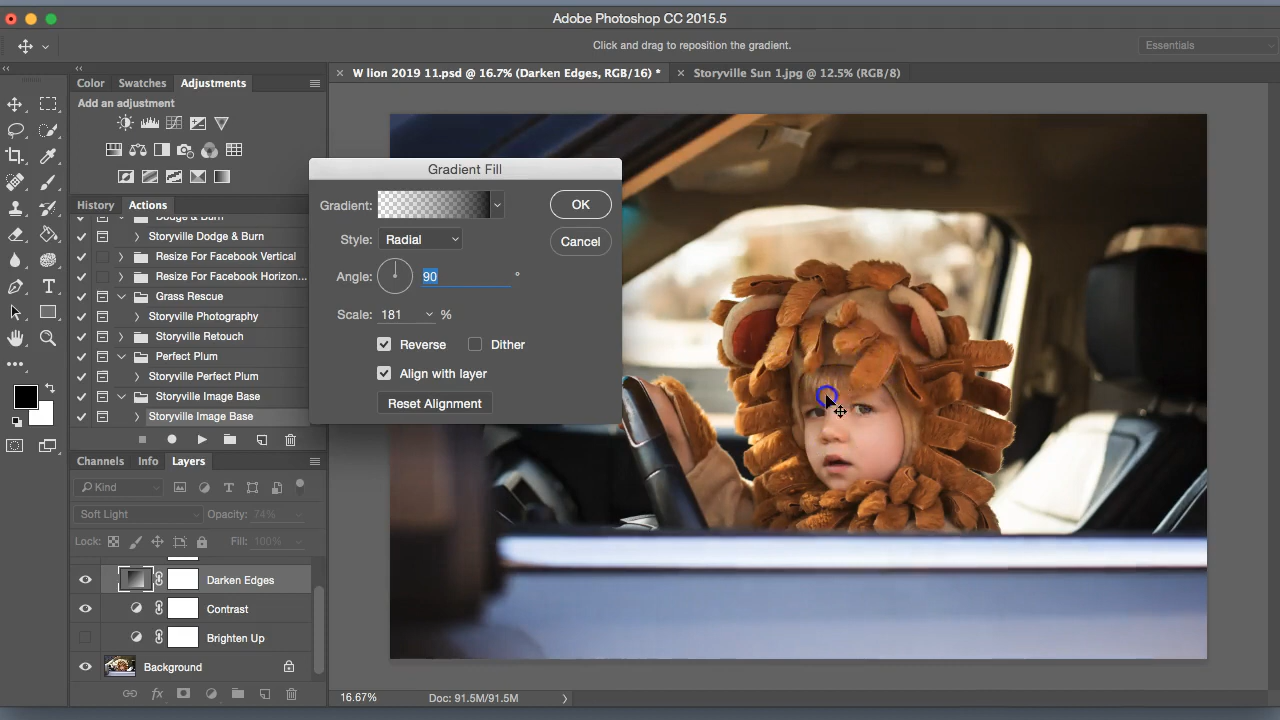 Adobe Photoshop CC 2015.5
Click and drag to reposition the gradient.
Essentials
Color Swatches Adjustments
W lion 2019 11.psd @ 16.7% (Darken Edges, RGB/16) *
Storyville Sun 1.jpg @ 12.5% (RGB/8)
Add an adjustment
History Actions
Dodge & Burn
Storyville Dodge & Burn
Resize For Facebook Vertical
Resize For Facebook Horizon...
Grass Rescue
Storyville Photography
Storyville Retouch
Perfect Plum
Storyville Perfect Plum
Storyville Image Base
Storyville Image Base
Gradient Fill
Gradient:
OK
Style: Radial
Cancel
Angle: 90 °
Scale: 181 %
Reverse Dither
Align with layer
Reset Alignment
Channels Info Layers
Kind
Soft Light Opacity: 74%
Lock: Fill: 100%
Darken Edges
Contrast
Brighten Up
Background
16.67% Doc: 91.5M/91.5M